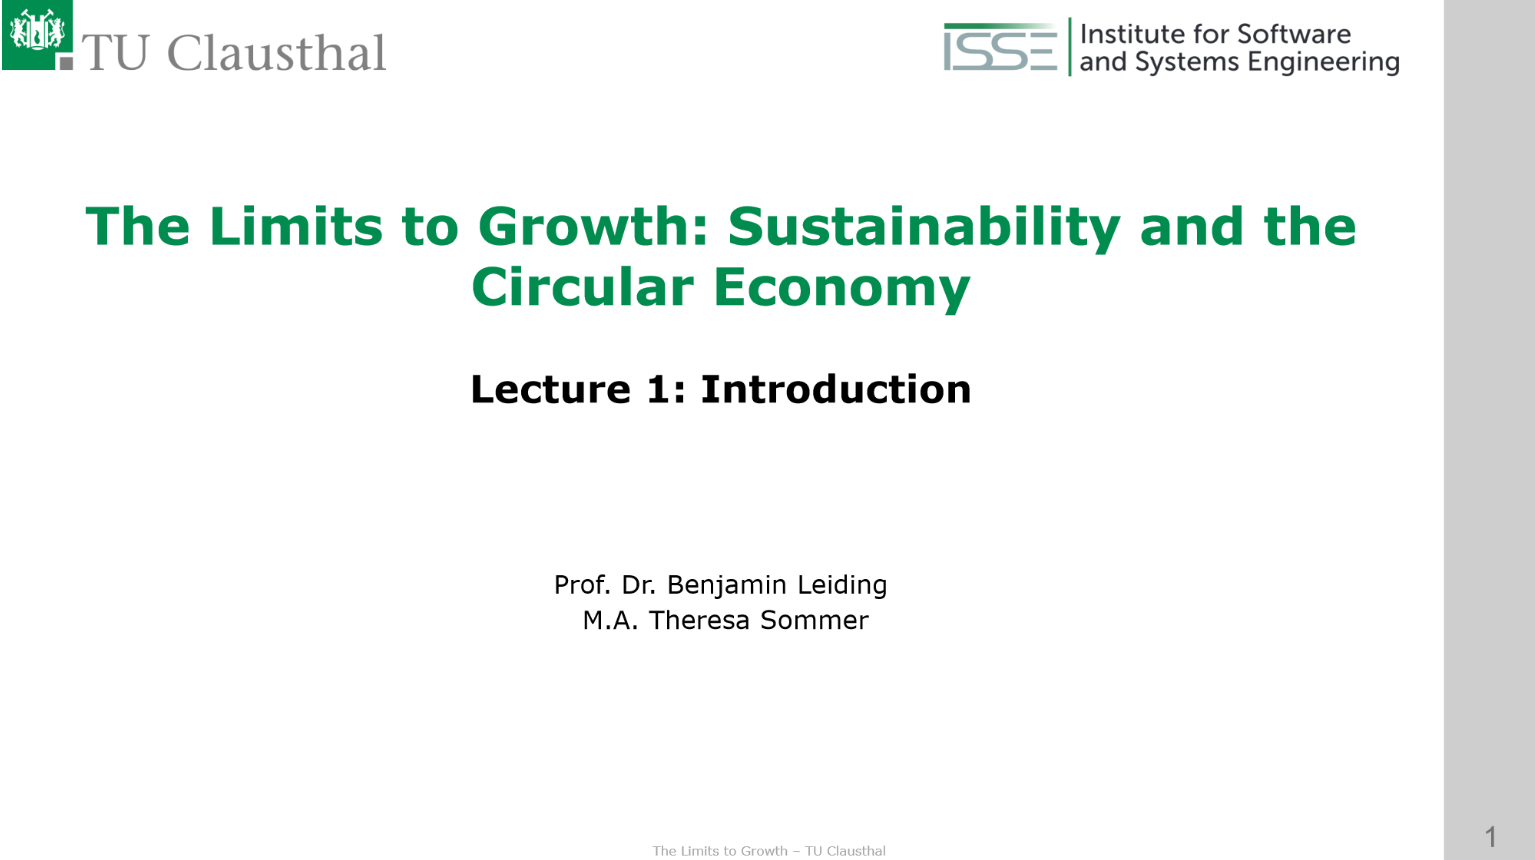 TU Clausthal
ISSE
Institute for Software
and Systems Engineering
The Limits to Growth: Sustainability and the
Circular Economy
Lecture 1: Introduction
Prof. Dr. Benjamin Leiding
M.A. Theresa Sommer
The Limits to Growth – TU Clausthal
1